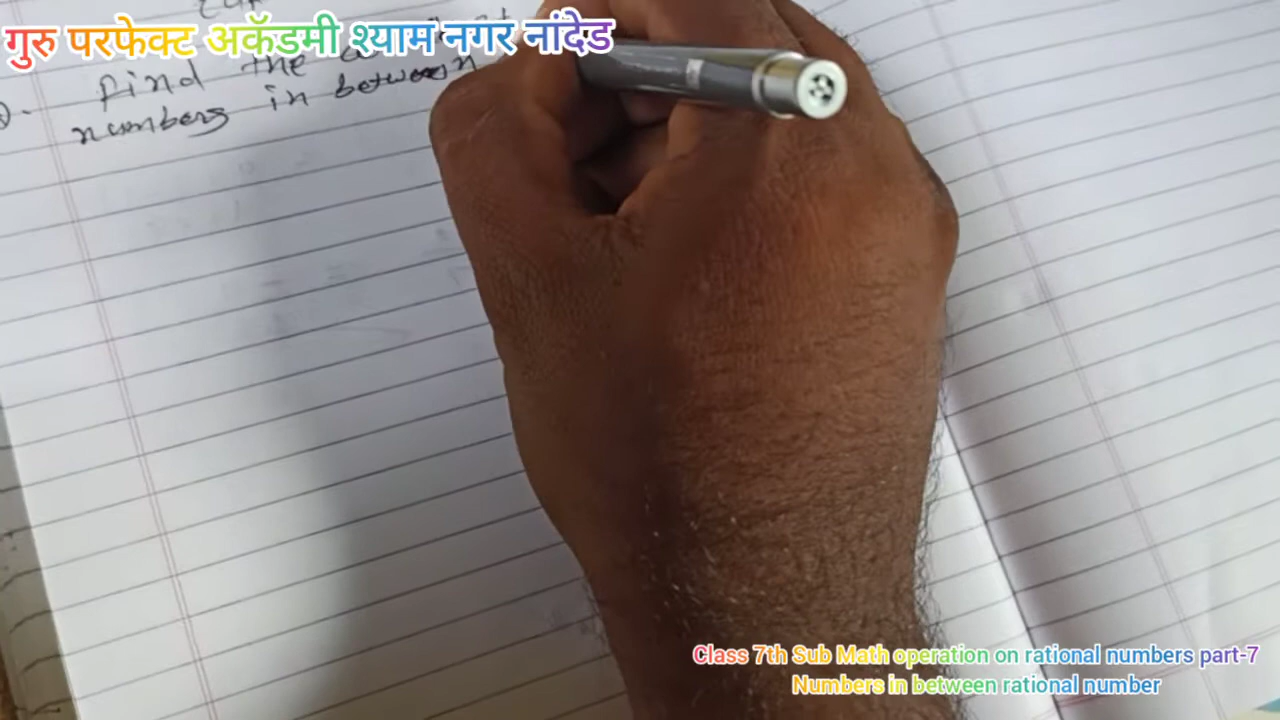 गुरु परफेक्ट अकॅडमी श्याम नगर नांदेड
Find the
numbers in between
Class 7th Sub Math operation on rational numbers part-7
Numbers in between rational number